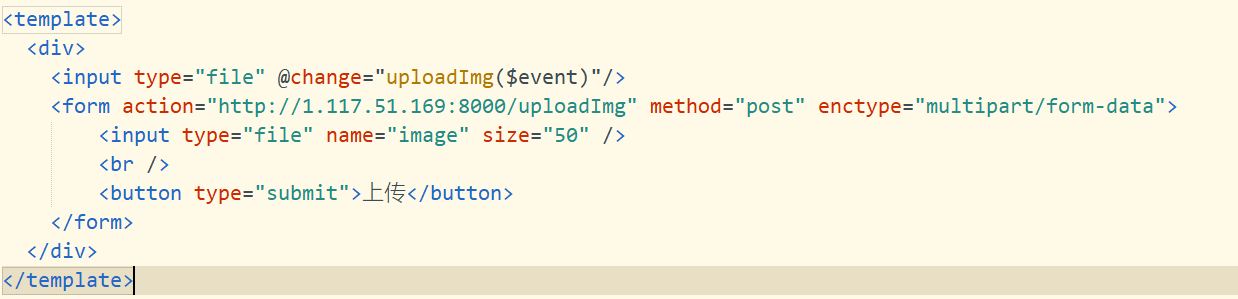 <template>
<div>
<input type="file" @change="uploadImg($event)"/>
<form action="http://1.117.51.169:8000/uploadImg" method="post" enctype="multipart/form-data">
<input type="file" name="image" size="50" />
<br />
<button type="submit">上传</button>
</form>
</div>
</template>